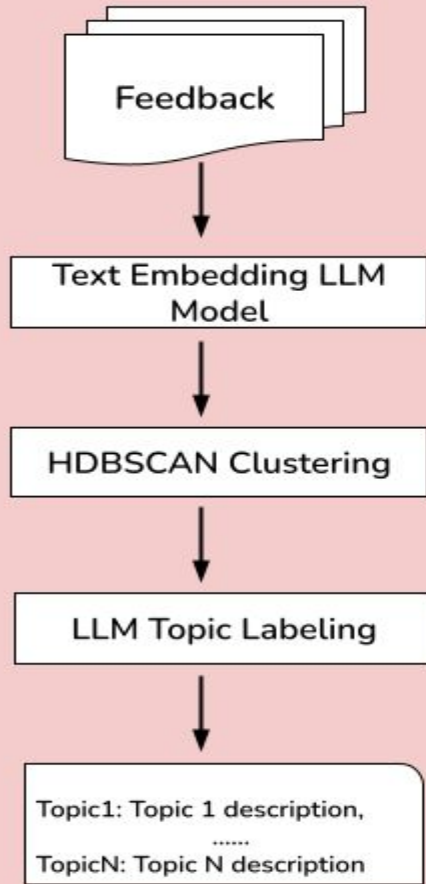 Feedback
Text Embedding LLM
Model
HDBSCAN Clustering
LLM Topic Labeling
Topic1: Topic 1 description,
......
TopicN: Topic N description